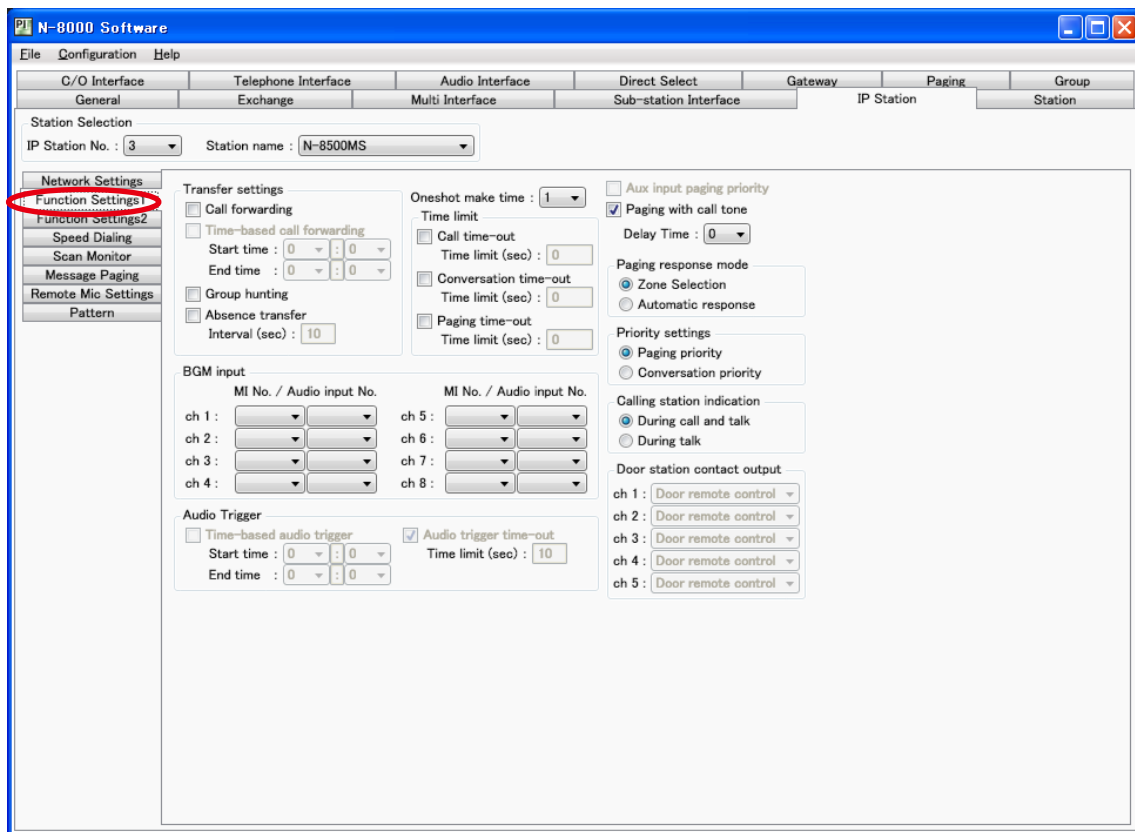 N-8000 Software
File Configuration Help
C/O Interface Telephone Interface Audio Interface Direct Select Gateway Paging Group
General Exchange Multi Interface Sub-station Interface IP Station Station
Station Selection
IP Station No. : 3 Station name : N-8500MS
Network Settings
Function Settings1
Function Settings2
Speed Dialing
Scan Monitor
Message Paging
Remote Mic Settings
Pattern
Transfer settings
Call forwarding
Time-based call forwarding
Start time : 0 : 0
End time : 0 : 0
Group hunting
Absence transfer
Interval (sec) : 10
Oneshot make time : 1
Time limit
Call time-out
Time limit (sec) : 0
Conversation time-out
Time limit (sec) : 0
Paging time-out
Time limit (sec) : 0
BGM input
MI No. / Audio input No. MI No. / Audio input No.
ch 1 : ch 5 :
ch 2 : ch 6 :
ch 3 : ch 7 :
ch 4 : ch 8 :
Audio Trigger
Time-based audio trigger
Start time : 0 : 0
End time : 0 : 0
Audio trigger time-out
Time limit (sec) : 10
Aux input paging priority
Paging with call tone
Delay Time : 0
Paging response mode
Zone Selection
Automatic response
Priority settings
Paging priority
Conversation priority
Calling station indication
During call and talk
During talk
Door station contact output
ch 1 : Door remote control
ch 2 : Door remote control
ch 3 : Door remote control
ch 4 : Door remote control
ch 5 : Door remote control